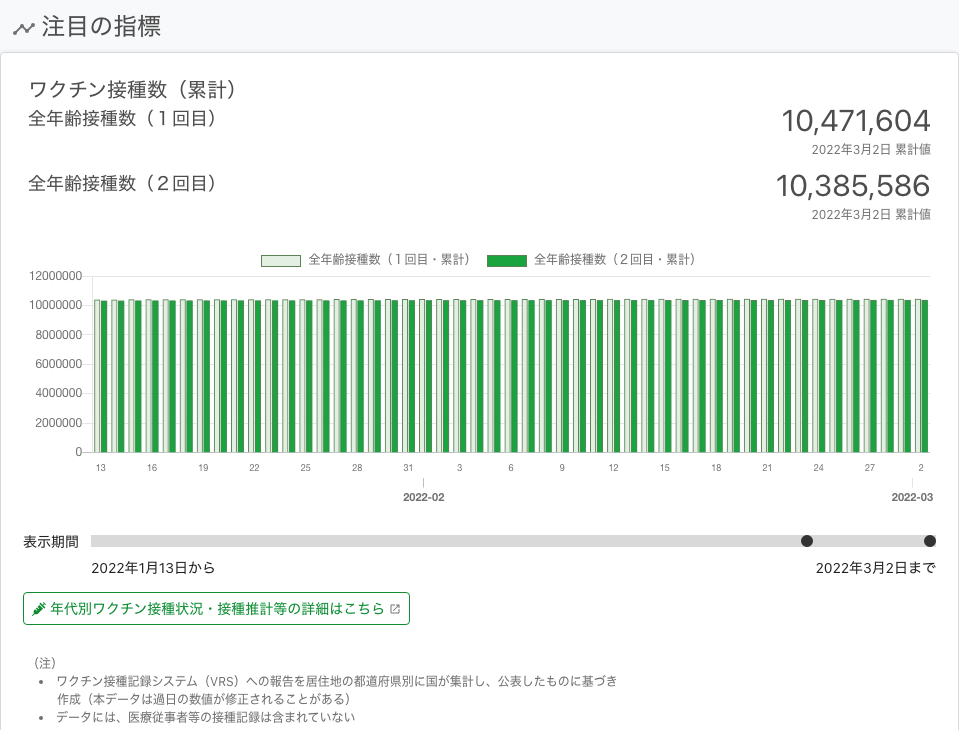 注目の指標
ワクチン接種数（累計）
全年齢接種数（１回目）
10,471,604
2022年3月2日 累計値
全年齢接種数（２回目）
10,385,586
2022年3月2日 累計値
全年齢接種数（１回目・累計） 全年齢接種数（２回目・累計）
12000000
10000000
8000000
6000000
4000000
2000000
0
13 16 19 22 25 28 31 3 6 9 12 15 18 21 24 27 2
2022-02 2022-03
表示期間
2022年1月13日から 2022年3月2日まで
年代別ワクチン接種状況・接種推計等の詳細はこちら
（注）
• ワクチン接種記録システム（VRS）への報告を居住地の都道府県別に国が集計し、公表したものに基づき
作成（本データは過日の数値が修正されることがある）
• データには、医療従事者等の接種記録は含まれていない